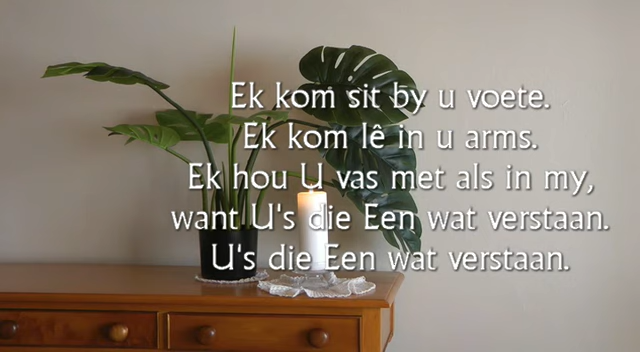 Ek kom sit by u voete.
Ek kom lê in u arms.
Ek hou U vas met als in my,
want U's die Een wat verstaan.
U's die Een wat verstaan.